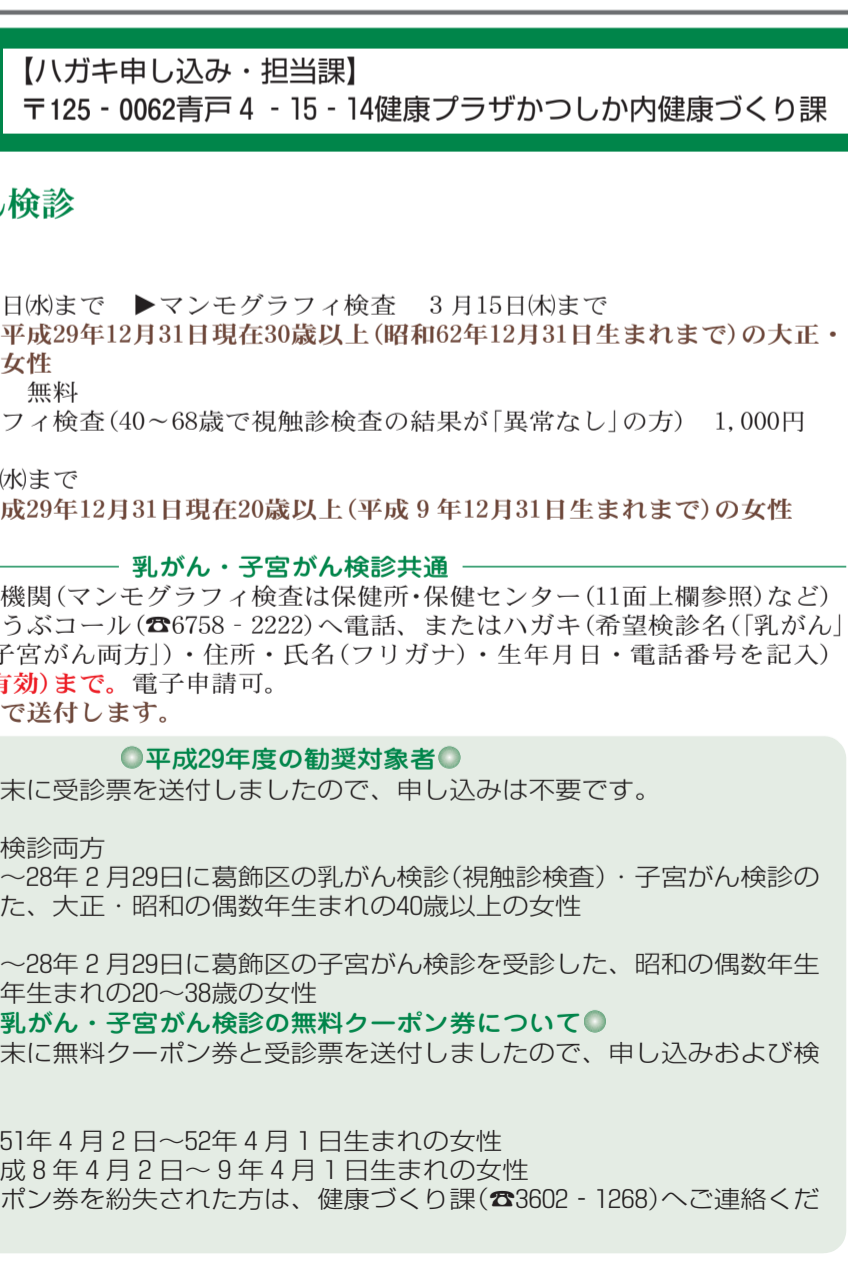 【ハガキ申し込み・担当課】
〒125‐0062青戸4‐15‐14健康プラザかつしか内健康づくり課
検診
日㈬まで ▶マンモグラフィ検査 3月15日㈭まで
平成29年12月31日現在30歳以上(昭和62年12月31日生まれまで)の大正・
女性
無料
フィ検査(40～68歳で視触診検査の結果が「異常なし」の方) 1,000円
㈬まで
成29年12月31日現在20歳以上(平成9年12月31日生まれまで)の女性
乳がん・子宮がん検診共通
機関(マンモグラフィ検査は保健所・保健センター(11面上欄参照)など)
うぶコール(☎6758‐2222)へ電話、またはハガキ(希望検診名(「乳がん」
子宮がん両方」)・住所・氏名(フリガナ)・生年月日・電話番号を記入)
有効)まで。電子申請可。
で送付します。
◎平成29年度の勧奨対象者◎
末に受診票を送付しましたので、申し込みは不要です。
検診両方
～28年2月29日に葛飾区の乳がん検診(視触診検査)・子宮がん検診の
た、大正・昭和の偶数年生まれの40歳以上の女性
～28年2月29日に葛飾区の子宮がん検診を受診した、昭和の偶数年生
年生まれの20～38歳の女性
乳がん・子宮がん検診の無料クーポン券について◎
末に無料クーポン券と受診票を送付しましたので、申し込みおよび検
51年4月2日～52年4月1日生まれの女性
成8年4月2日～9年4月1日生まれの女性
ポン券を紛失された方は、健康づくり課(☎3602‐1268)へご連絡くだ